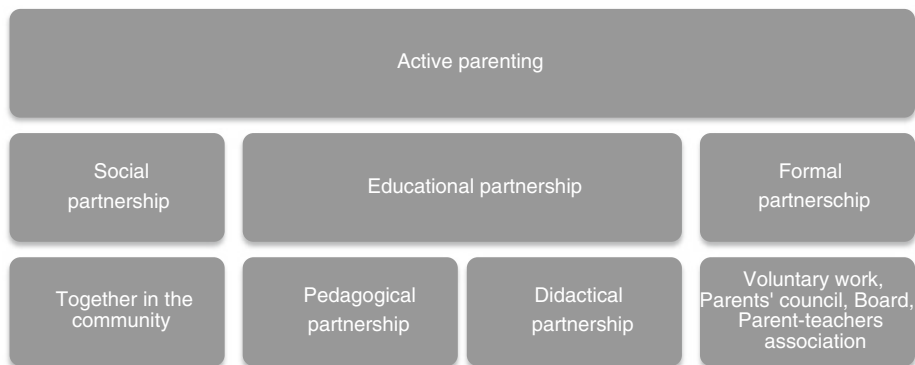 Active parenting
Social
partnership
Educational partnership
Formal
partnerschip
Together in the
community
Pedagogical
partnership
Didactical
partnership
Voluntary work,
Parents' council, Board,
Parent-teachers
association